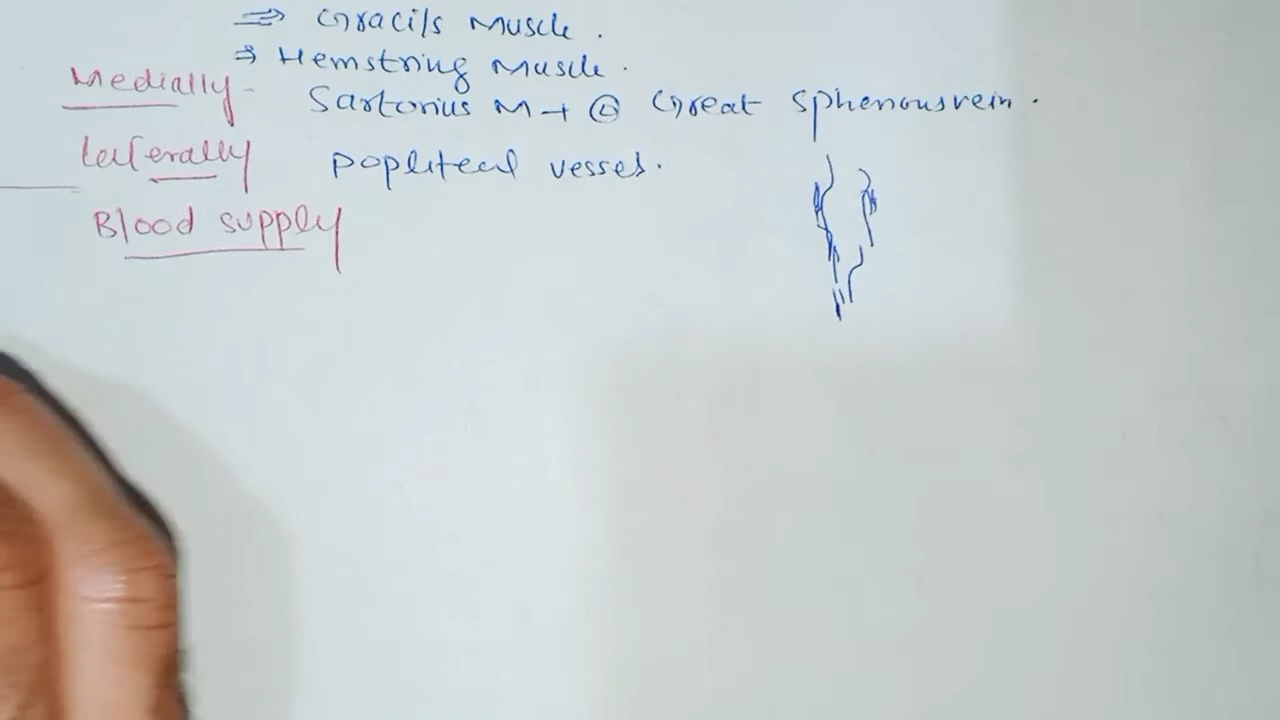 ⇒ Gracils Muscle.
⇒ Hemstring Muscle.
Medially - Sartorius M + Great sphenousvein.
laterally popliteal vesses.
Blood supply